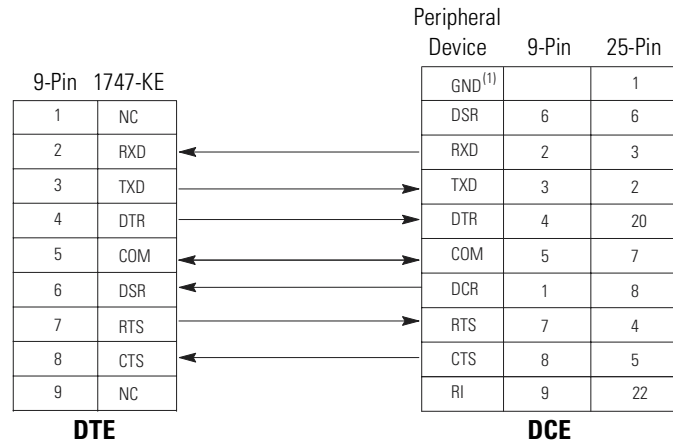 Peripheral
Device 9-Pin 25-Pin
9-Pin 1747-KE
GND(1) 1
1 NC DSR 6 6
2 RXD RXD 2 3
3 TXD TXD 3 2
4 DTR DTR 4 20
5 COM COM 5 7
6 DSR DCR 1 8
7 RTS RTS 7 4
8 CTS CTS 8 5
9 NC RI 9 22
DTE DCE